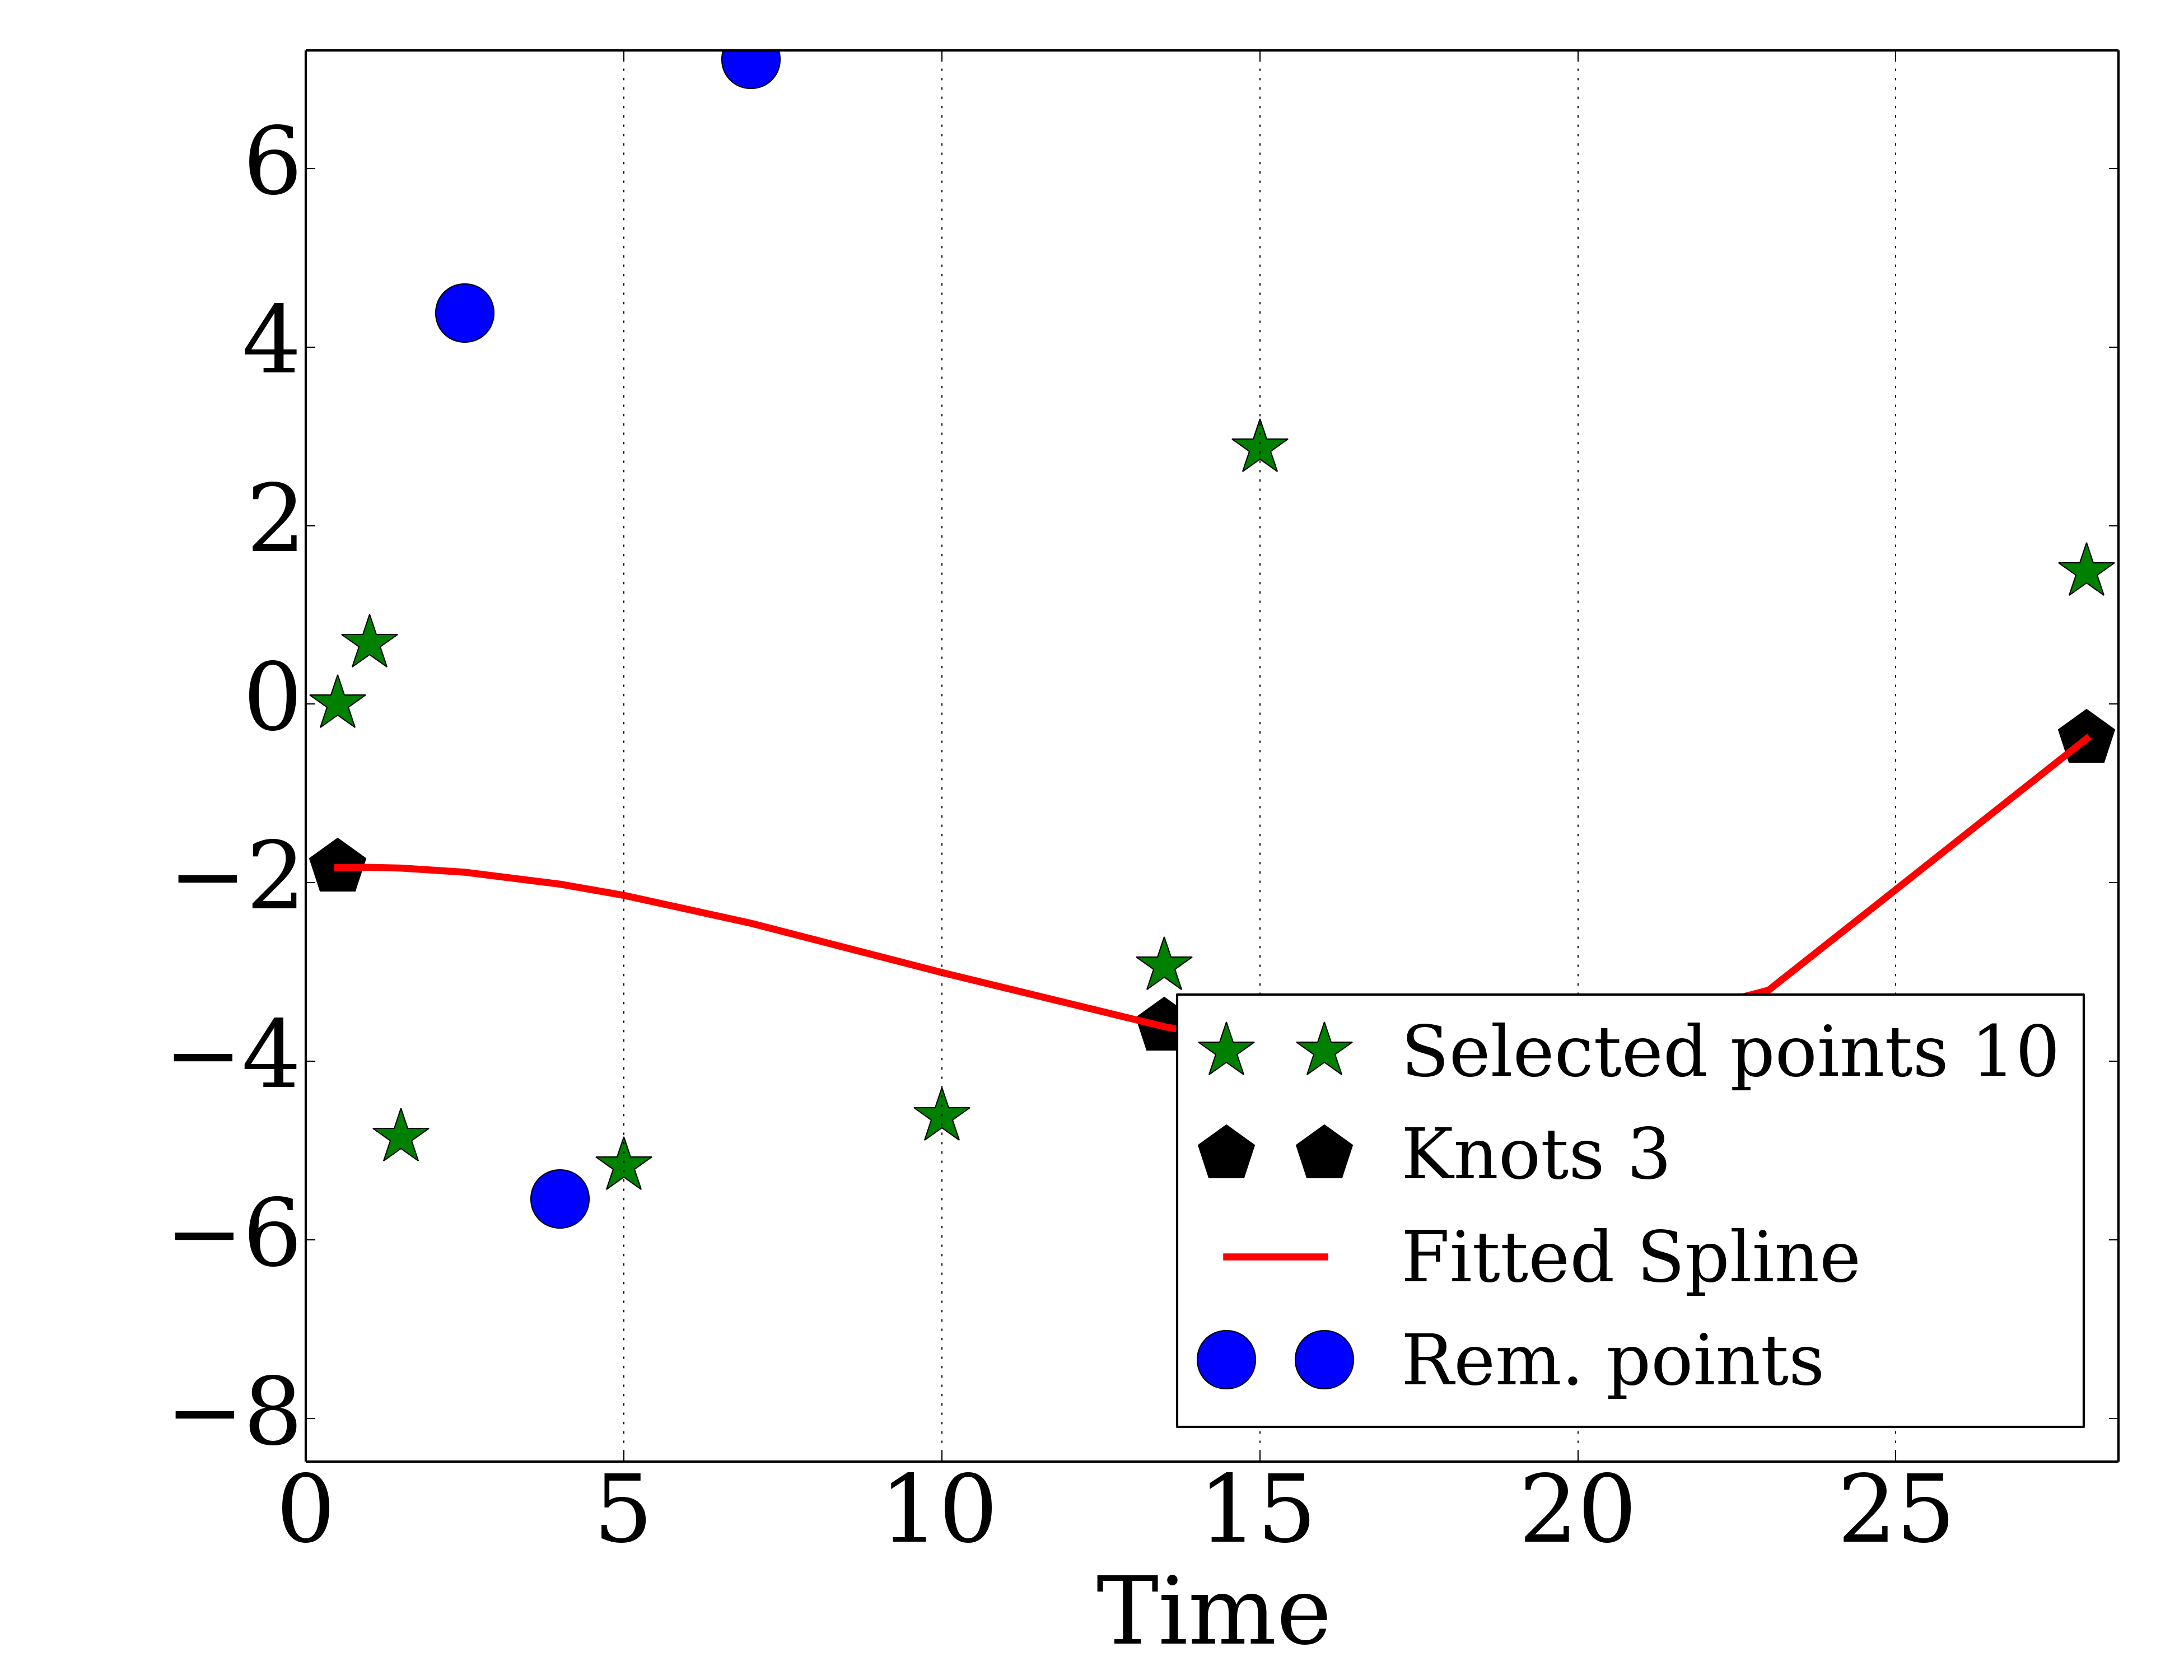 6
4
2
0
−2
−4
−6
−8
Selected points 10
Knots 3
Fitted Spline
Rem. points
0 5 10 15 20 25
Time